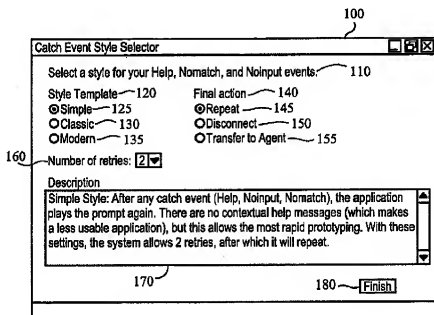 100
Catch Event Style Selector
Select a style for your Help, Nomatch, and Noinput events. 110
Style Template 120 Final action 140
Simple 125 Repeat 145
Classic 130 Disconnect 150
Modern 135 Transfer to Agent 155
160 Number of retries: 2
Description
Simple Style: After any catch event (Help, Noinput, Nomatch), the application
plays the prompt again. There are no contextual help messages (which makes
a less usable application), but this allows the most rapid prototyping. With these
settings, the system allows 2 retries, after which it will repeat.
170
180 Finish